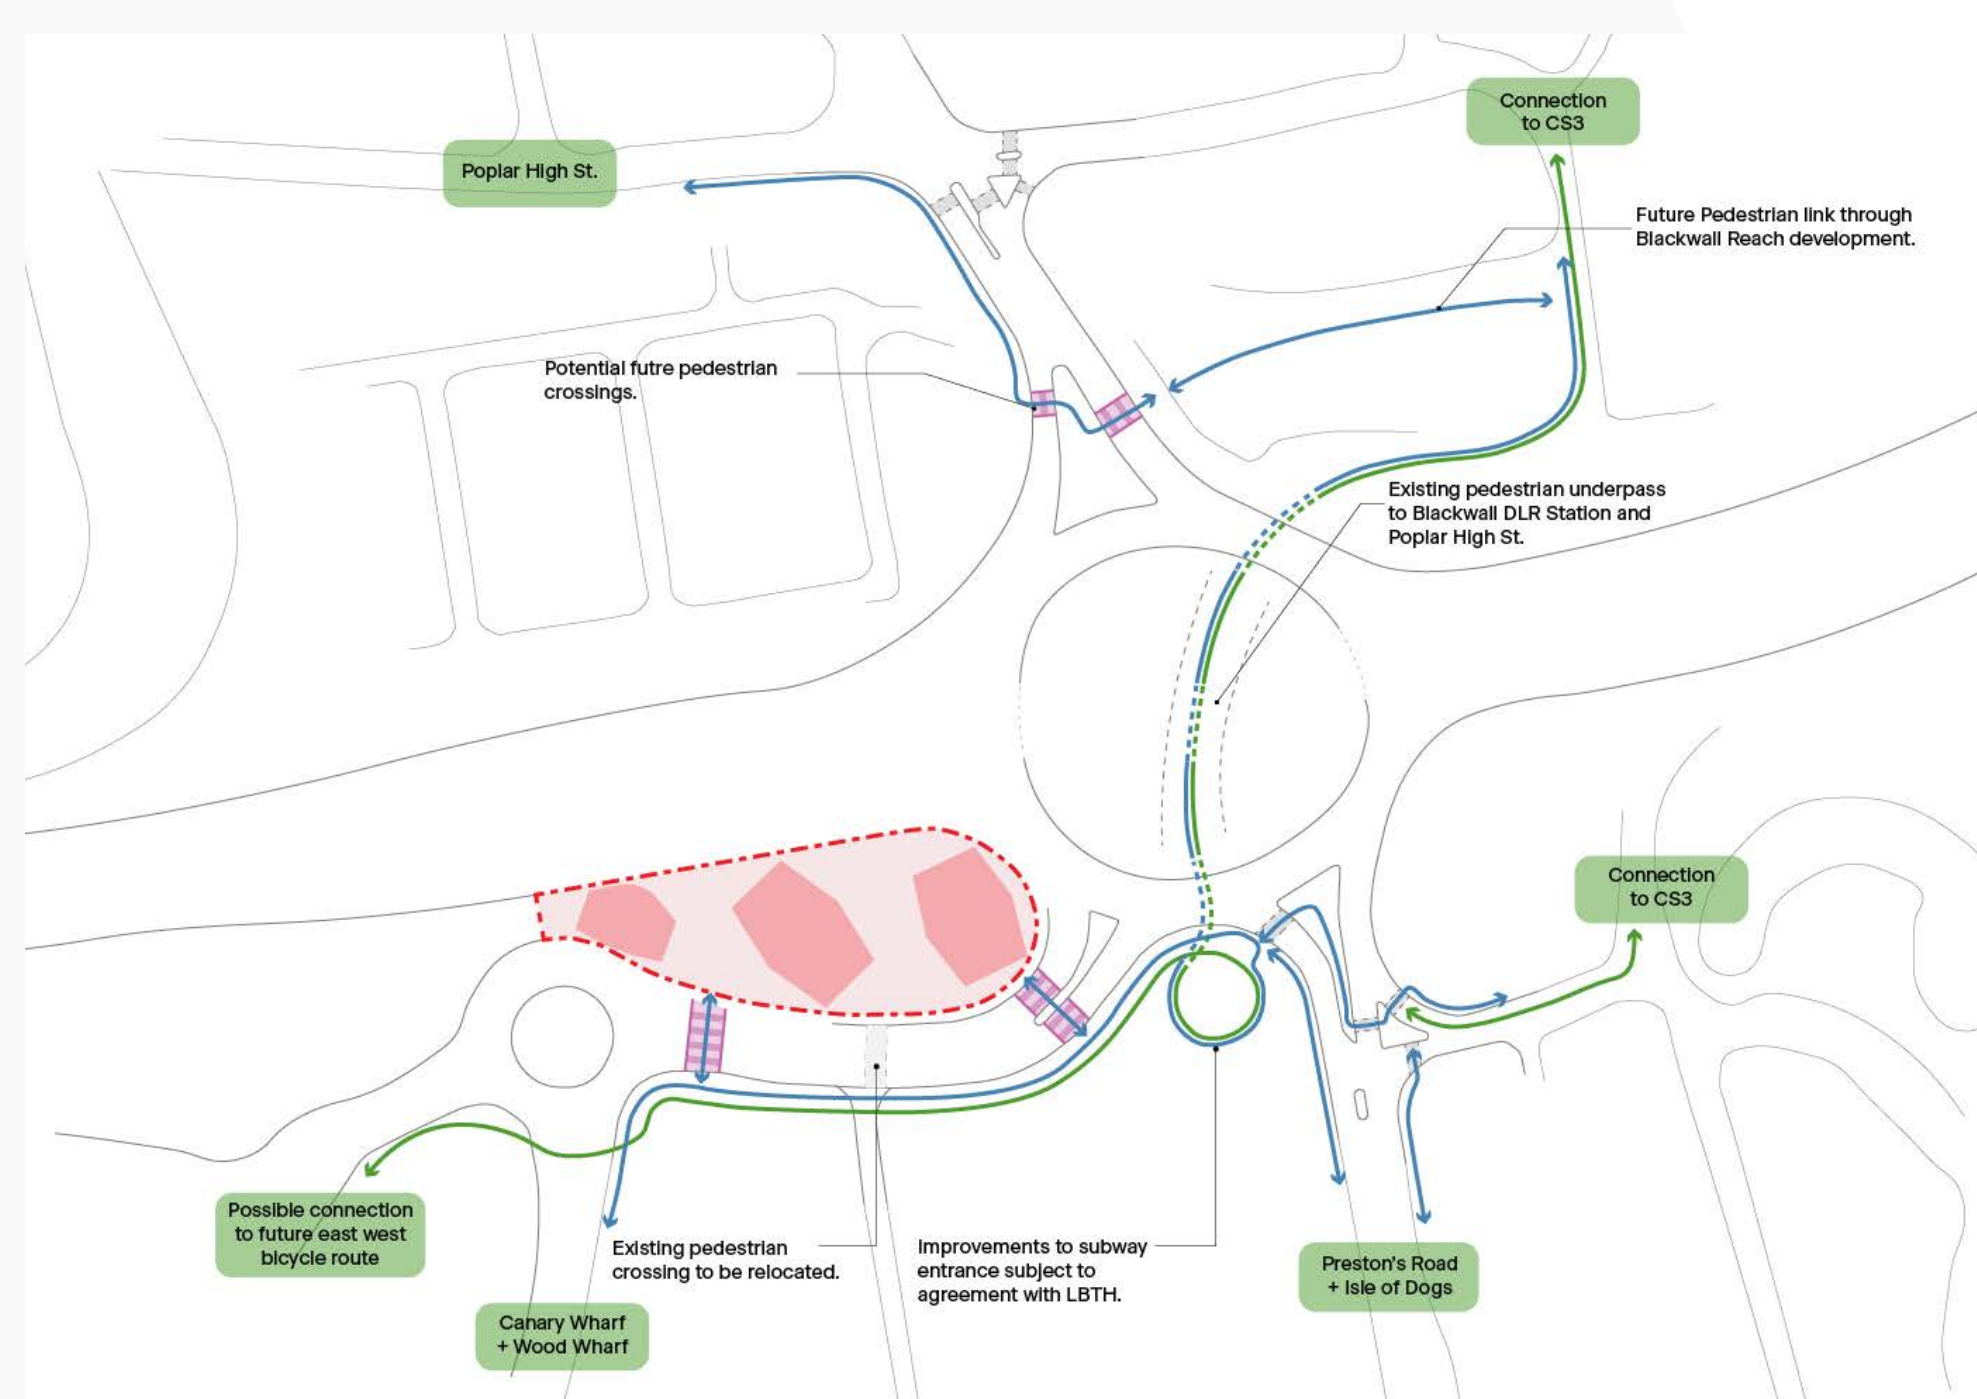 Connection
to CS3
Poplar High St.
Future Pedestrian link through
Blackwall Reach development.
Potential futre pedestrian
crossings.
Existing pedestrian underpass
to Blackwall DLR Station and
Poplar High St.
Connection
to CS3
Possible connection
to future east west
bicycle route
Existing pedestrian
crossing to be relocated.
Improvements to subway
entrance subject to
agreement with LBTH.
Preston's Road
+ Isle of Dogs
Canary Wharf
+ Wood Wharf